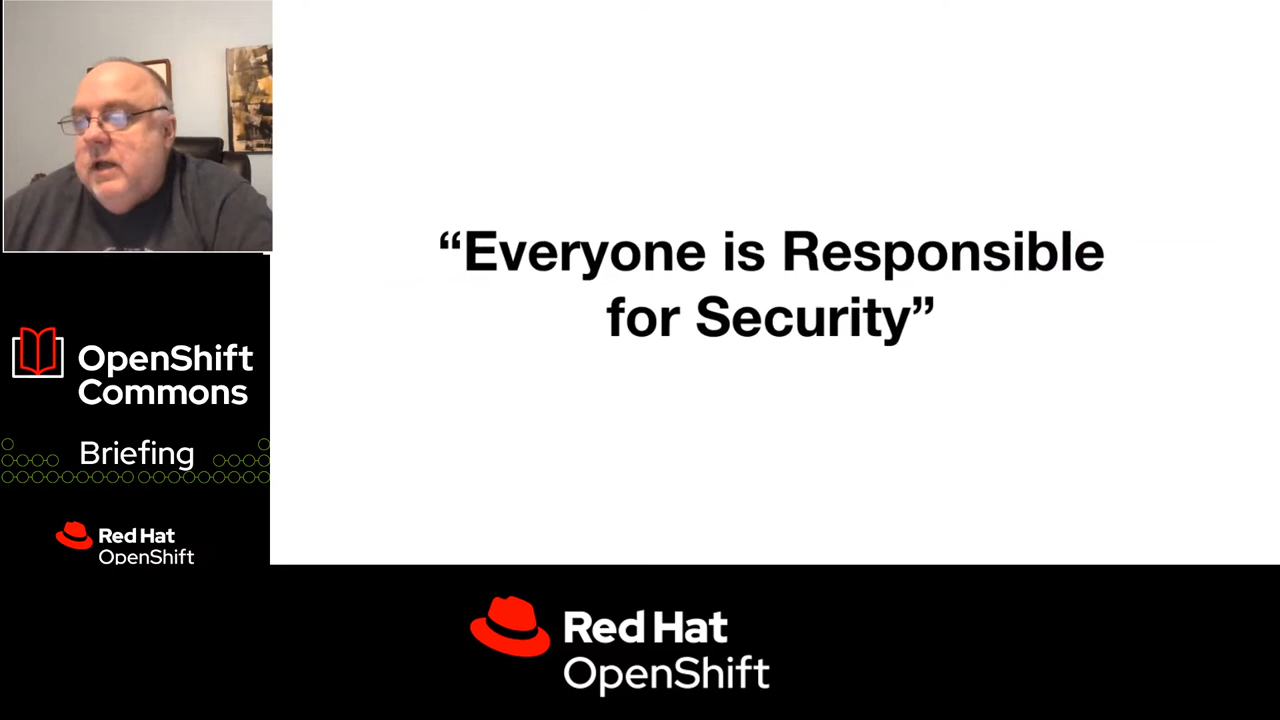 “Everyone is Responsible
for Security”
OpenShift
Commons
Briefing
Red Hat
OpenShift
Red Hat
OpenShift